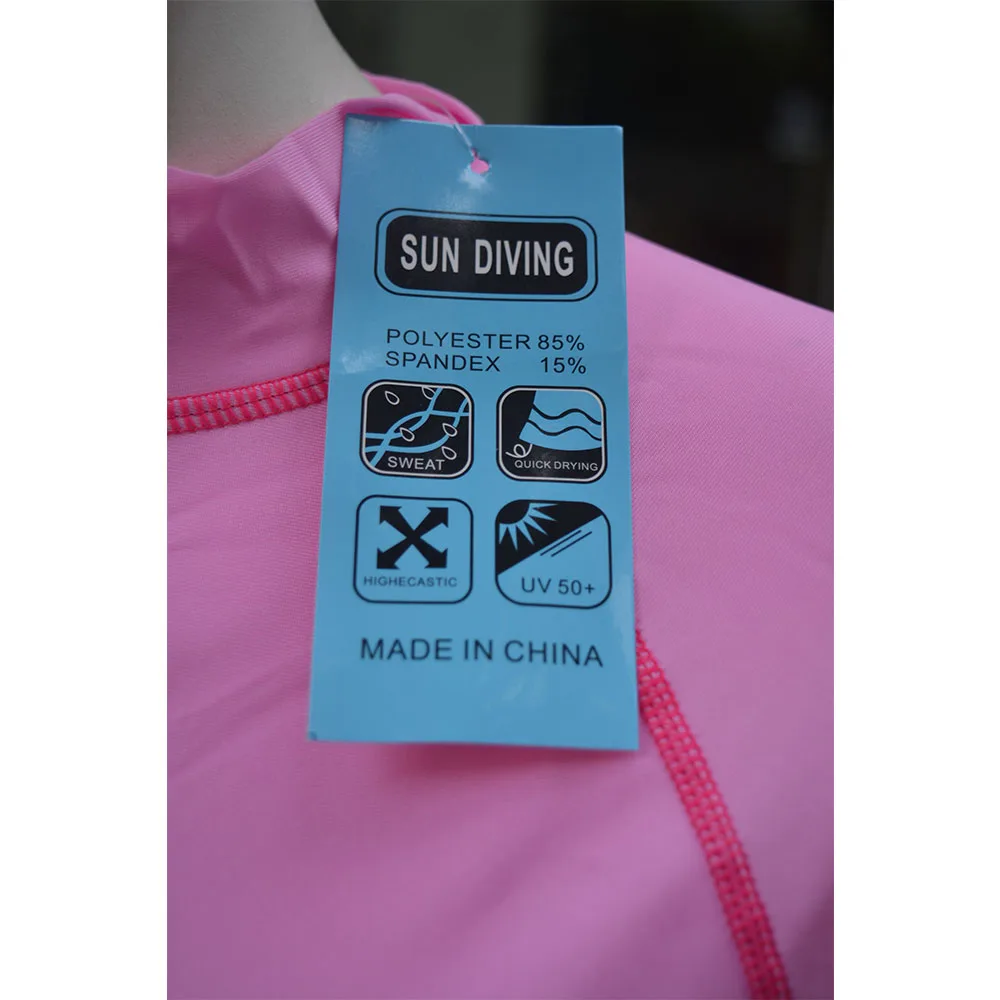 SUN DIVING
POLYESTER 85%
SPANDEX 15%
SWEAT
QUICK DRYING
HIGHECASTIC
UV 50+
MADE IN CHINA